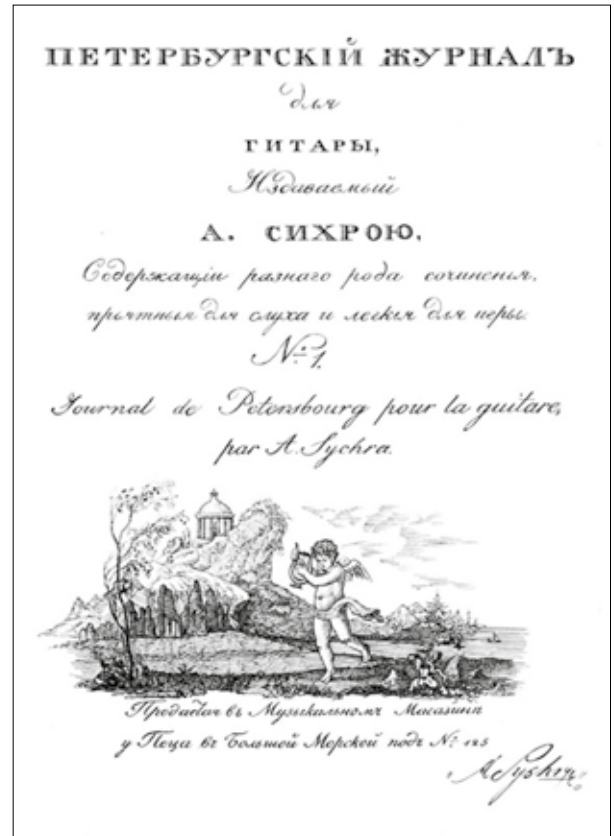 ПЕТЕРБУРГСКІЙ ЖУРНАЛЪ
для
ГИТАРЫ,
Издаваемый
А. СИХРОЮ,
Содержащій разнаго рода сочиненія,
пріятныя для слуха и легкія для игры.
№ 1.
Journal de Petersbourg pour la guitare,
par A. Sychra.
Продается въ Музыкальномъ Магазинѣ
у Пеца въ Большой Морской подъ № 125
A Sychra